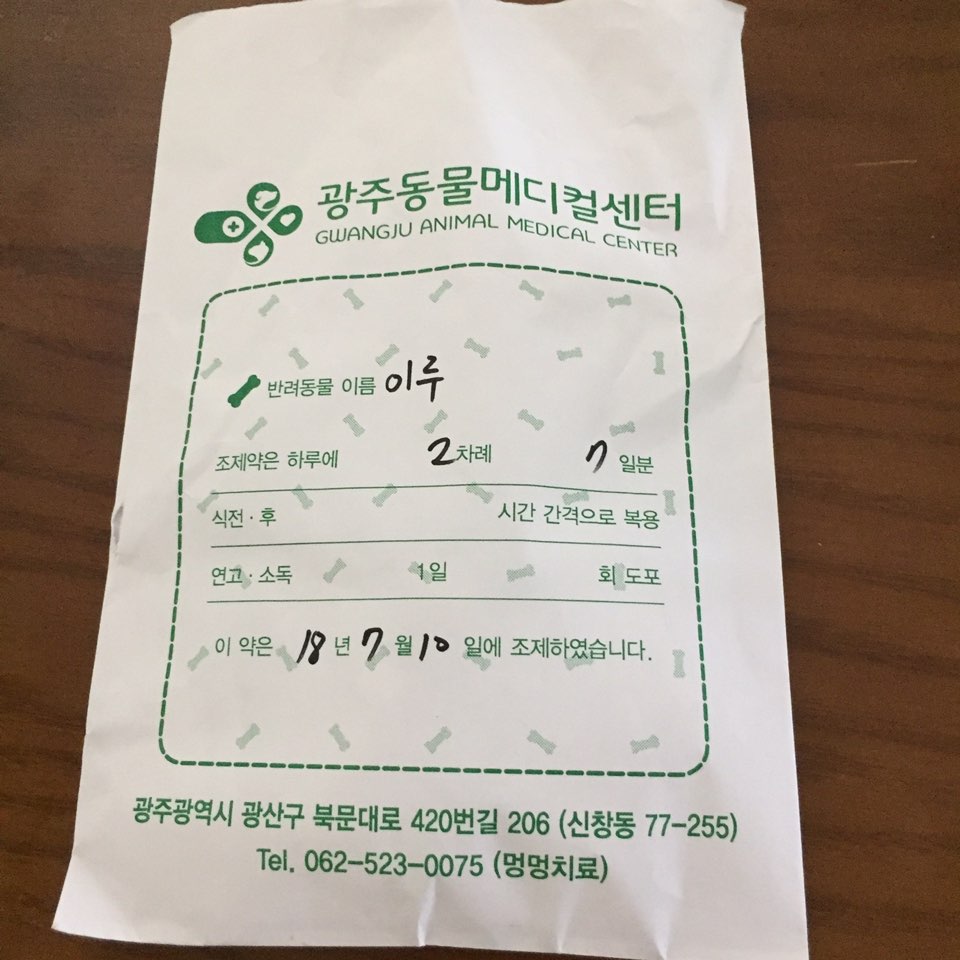 광주동물메디컬센터
GWANGJU ANIMAL MEDICAL CENTER
반려동물 이름 이루
조제약은 하루에 2차례 7 일분
식전·후 시간 간격으로 복용
연고·소독 1일 회 도포
이 약은 18 년 7 월 10 일에 조제하였습니다.
광주광역시 광산구 북문대로 420번길 206 (신창동 77-255)
Tel. 062-523-0075 (멍멍치료)